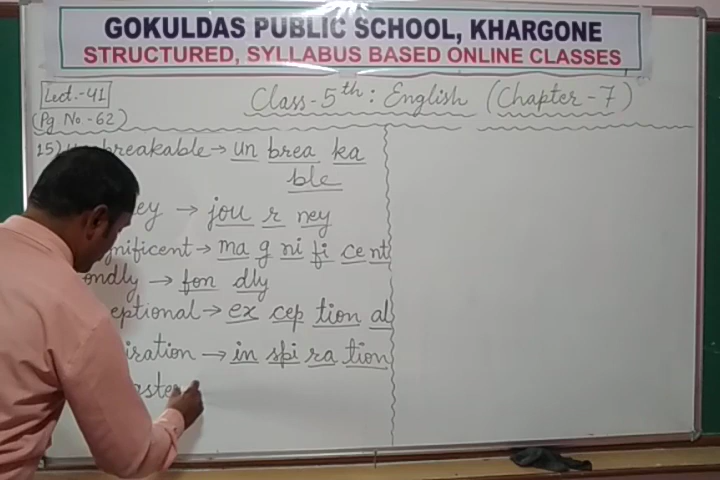 GOKULDAS PUBLIC SCHOOL, KHARGONE
STRUCTURED, SYLLABUS BASED ONLINE CLASSES
Lect.-41
Class-5th: English (Chapter-7)
(Pg No-62)
15) → un brea ka
ble
→ jou r ney
→ ma g ni fi ce nt
→ fon dly
→ ex cep tion al
→ in spi ra tion